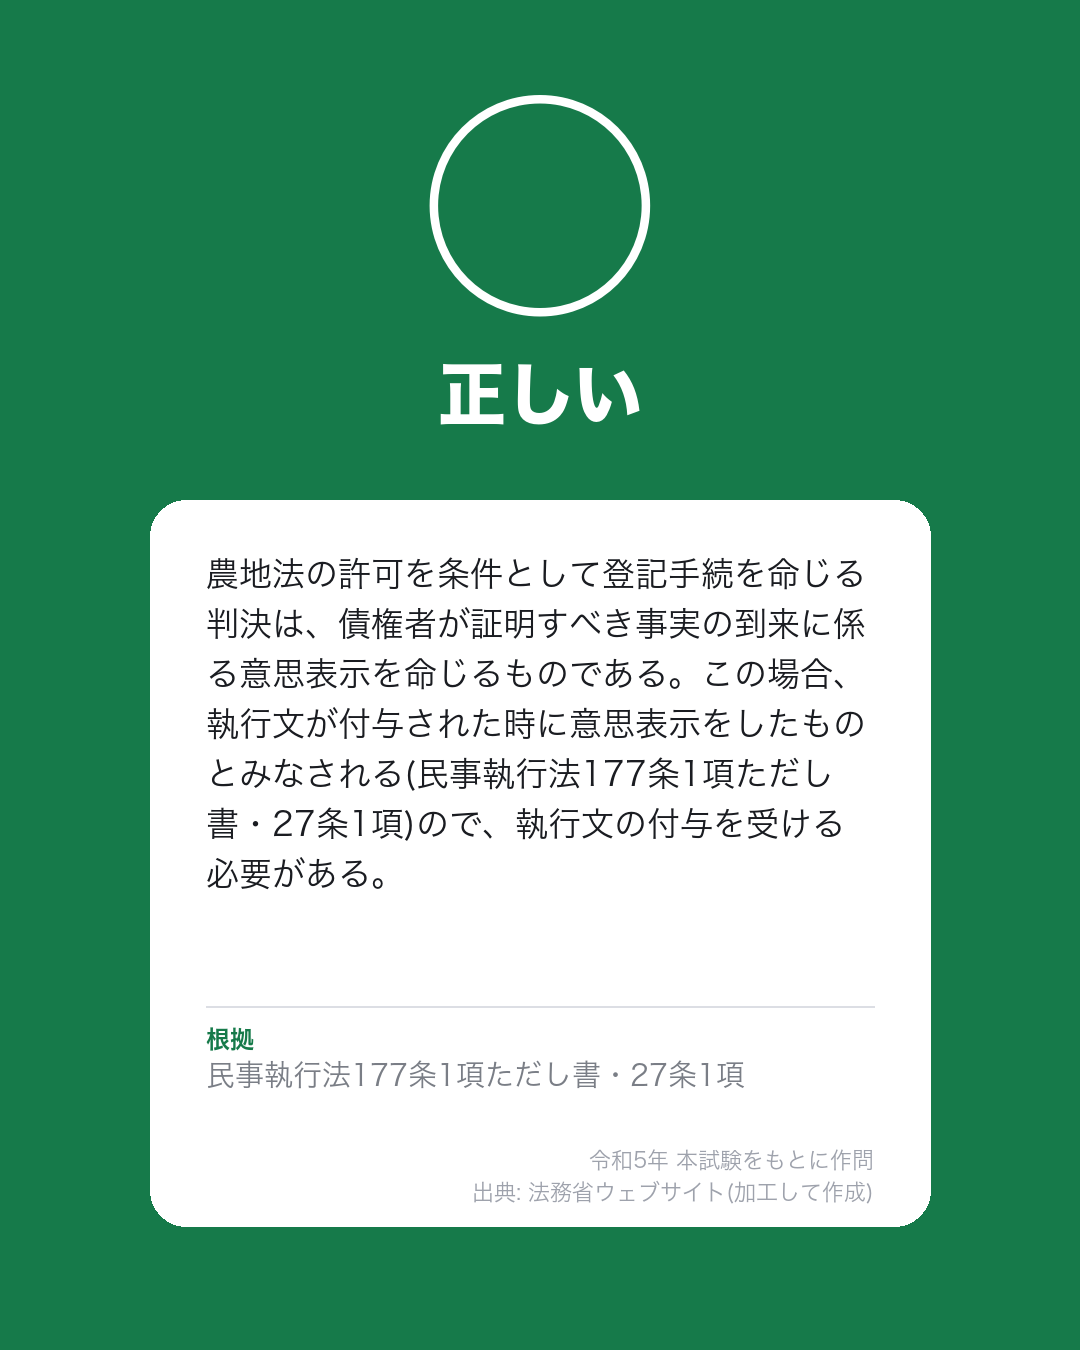 正しい
農地法の許可を条件として登記手続を命じる
判決は、債権者が証明すべき事実の到来に係
る意思表示を命じるものである。この場合、
執行文が付与された時に意思表示をしたもの
とみなされる(民事執行法177条1項ただし
書・27条1項)ので、執行文の付与を受ける
必要がある。
根拠
民事執行法177条1項ただし書・27条1項
令和5年 本試験をもとに作問
出典: 法務省ウェブサイト(加工して作成)